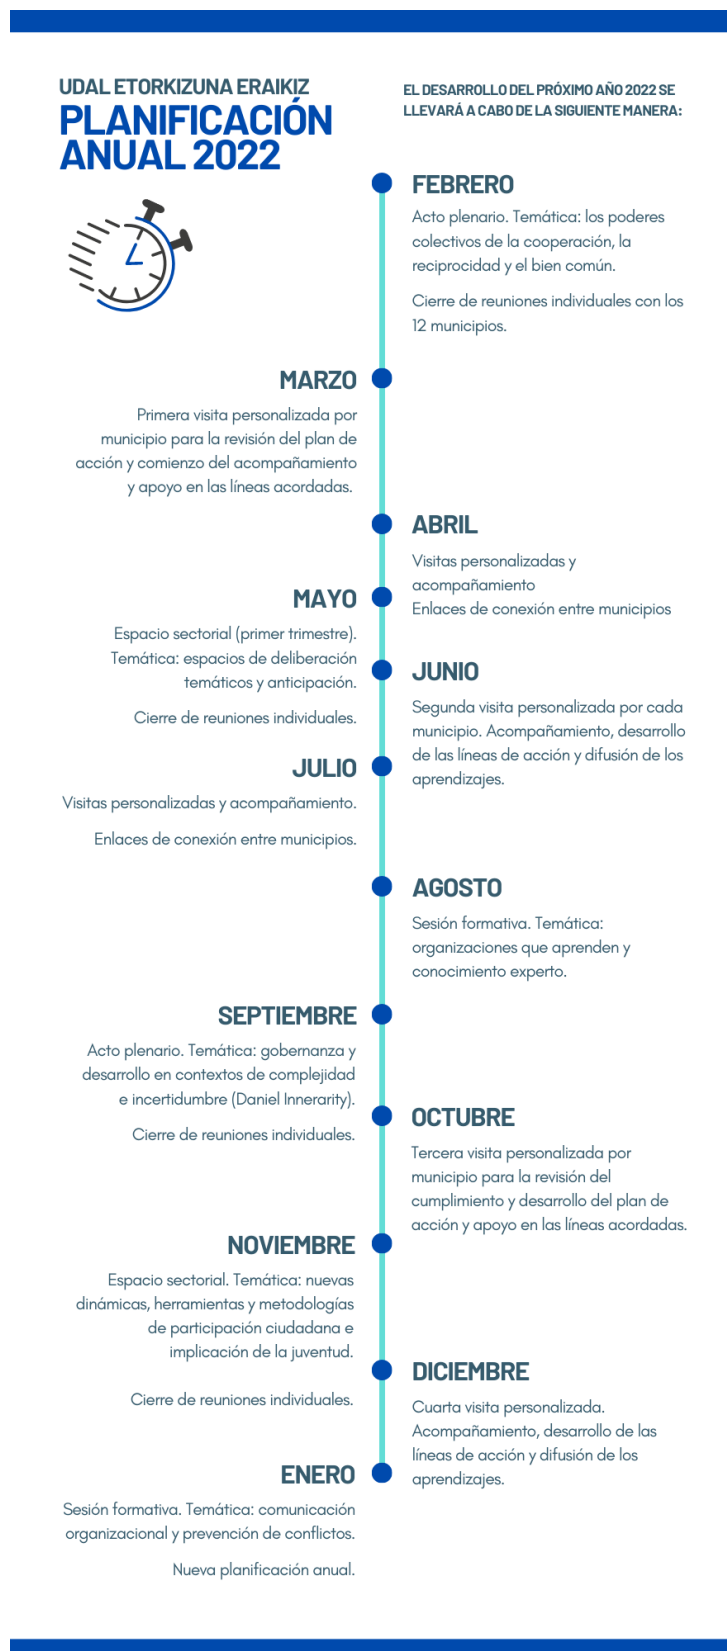 UDAL ETORKIZUNA ERAIKIZ
PLANIFICACIÓN
ANUAL 2022
EL DESARROLLO DEL PRÓXIMO AÑO 2022 SE
LLEVARÁ A CABO DE LA SIGUIENTE MANERA:
FEBRERO
Acto plenario. Temática: los poderes
colectivos de la cooperación, la
reciprocidad y el bien común.
Cierre de reuniones individuales con los
12 municipios.
MARZO
Primera visita personalizada por
municipio para la revisión del plan de
acción y comienzo del acompañamiento
y apoyo en las líneas acordadas.
ABRIL
Visitas personalizadas y
acompañamiento
Enlaces de conexión entre municipios
MAYO
Espacio sectorial (primer trimestre).
Temática: espacios de deliberación
temáticos y anticipación.
Cierre de reuniones individuales.
JUNIO
Segunda visita personalizada por cada
municipio. Acompañamiento, desarrollo
de las líneas de acción y difusión de los
aprendizajes.
JULIO
Visitas personalizadas y acompañamiento.
Enlaces de conexión entre municipios.
AGOSTO
Sesión formativa. Temática:
organizaciones que aprenden y
conocimiento experto.
SEPTIEMBRE
Acto plenario. Temática: gobernanza y
desarrollo en contextos de complejidad
e incertidumbre (Daniel Innerarity).
Cierre de reuniones individuales.
OCTUBRE
Tercera visita personalizada por
municipio para la revisión del
cumplimiento y desarrollo del plan de
acción y apoyo en las líneas acordadas.
NOVIEMBRE
Espacio sectorial. Temática: nuevas
dinámicas, herramientas y metodologías
de participación ciudadana e
implicación de la juventud.
Cierre de reuniones individuales.
DICIEMBRE
Cuarta visita personalizada.
Acompañamiento, desarrollo de las
líneas de acción y difusión de los
aprendizajes.
ENERO
Sesión formativa. Temática: comunicación
organizacional y prevención de conflictos.
Nueva planificación anual.